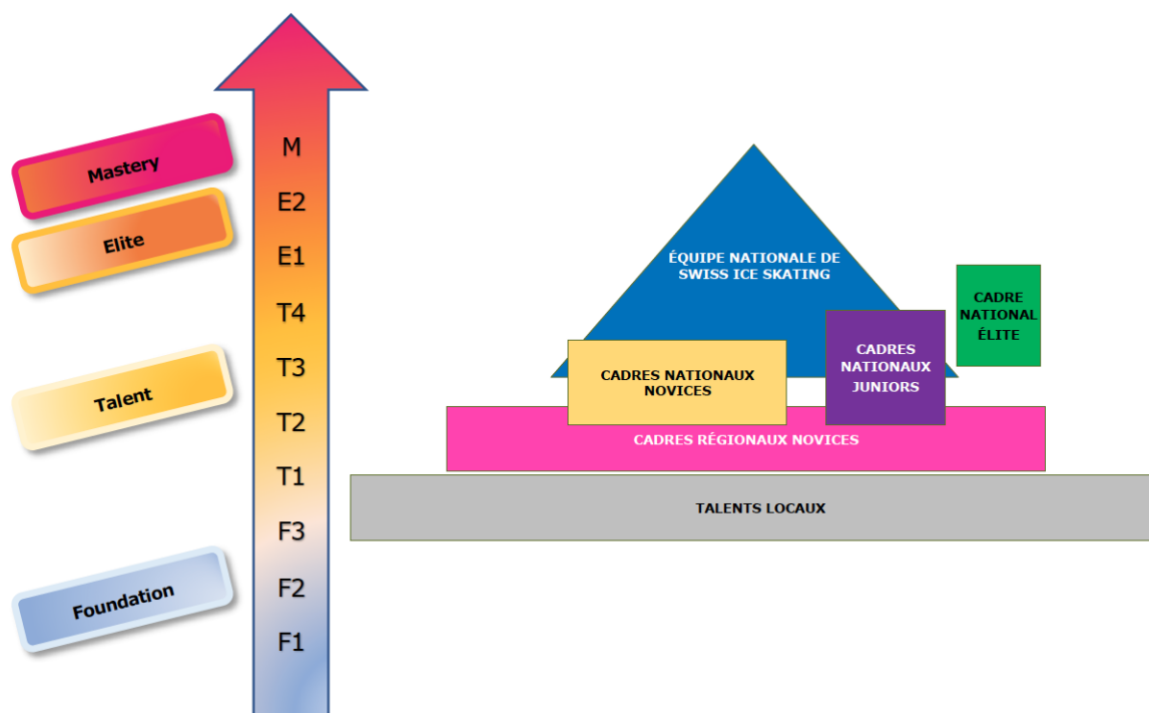 Mastery
Elite
Talent
Foundation
M
E2
E1
T4
T3
T2
T1
F3
F2
F1
ÉQUIPE NATIONALE DE
SWISS ICE SKATING
CADRE
NATIONAL
ÉLITE
CADRES NATIONAUX
NOVICES
CADRES
NATIONAUX
JUNIORS
CADRES RÉGIONAUX NOVICES
TALENTS LOCAUX